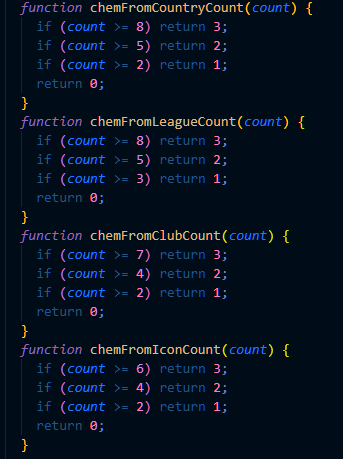 function chemFromCountryCount(count) {
  if (count >= 8) return 3;
  if (count >= 5) return 2;
  if (count >= 2) return 1;
  return 0;
}
function chemFromLeagueCount(count) {
  if (count >= 8) return 3;
  if (count >= 5) return 2;
  if (count >= 3) return 1;
  return 0;
}
function chemFromClubCount(count) {
  if (count >= 7) return 3;
  if (count >= 4) return 2;
  if (count >= 2) return 1;
  return 0;
}
function chemFromIconCount(count) {
  if (count >= 6) return 3;
  if (count >= 4) return 2;
  if (count >= 2) return 1;
  return 0;
}